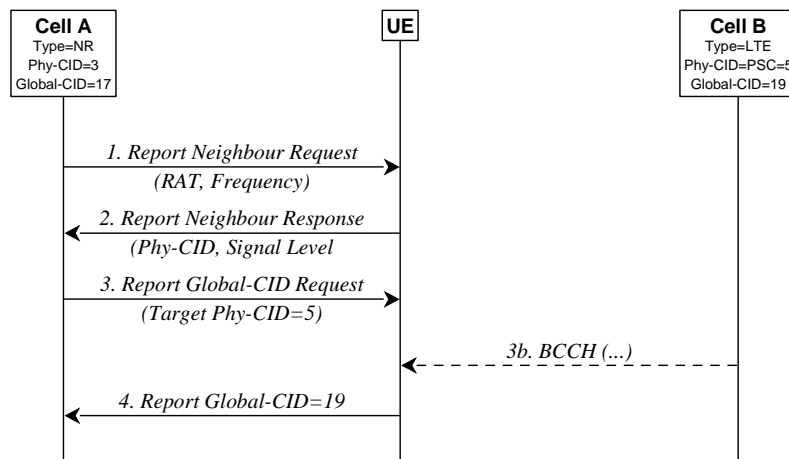 Cell A
Type=NR
Phy-CID=3
Global-CID=17
UE
Cell B
Type=LTE
Phy-CID=PSC=5
Global-CID=19
1. Report Neighbour Request
(RAT, Frequency)
2. Report Neighbour Response
(Phy-CID, Signal Level
3. Report Global-CID Request
(Target Phy-CID=5)
3b. BCCH (...)
4. Report Global-CID=19